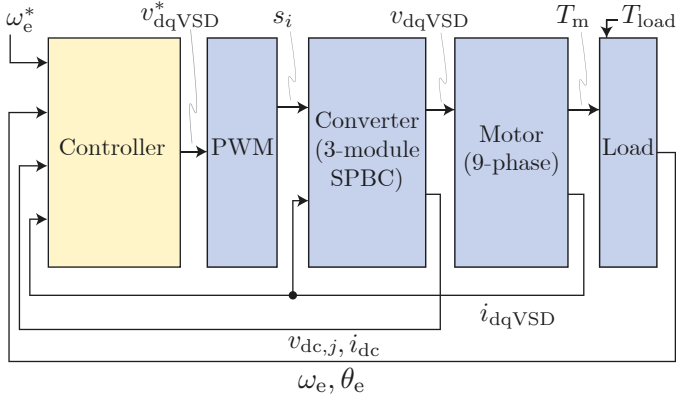 ωₑ* v*dqVSD sᵢ vdqVSD Tₘ Tload
Controller
PWM
Converter
(3-module
SPBC)
Motor
(9-phase)
Load
idqVSD
vdc,j, idc
ωₑ, θₑ